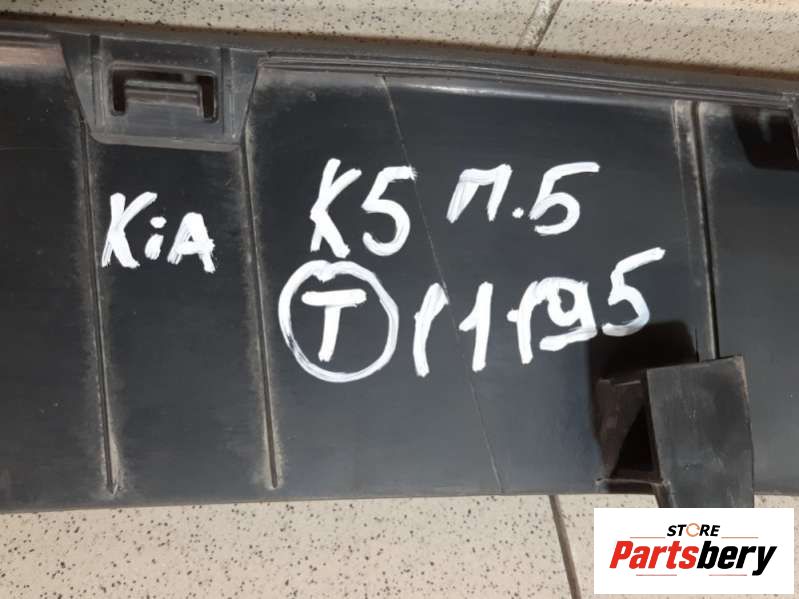 KiA K5 п.5
Т 11195
STORE
Partsbery